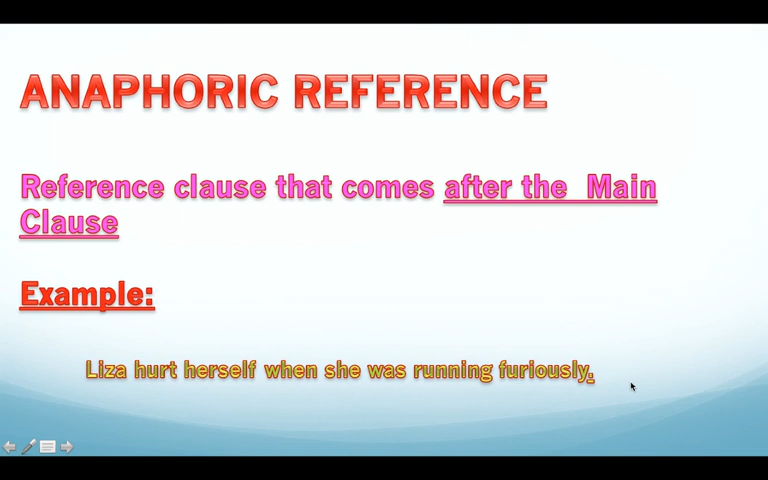 ANAPHORIC REFERENCE
Reference clause that comes after the  Main
Clause
Example:
Liza hurt herself when she was running furiously.